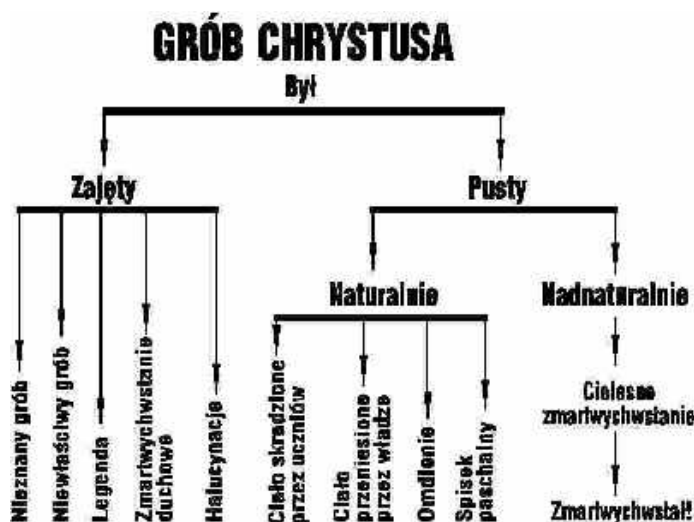 GRÓB CHRYSTUSA
Był
Zajęty
Pusty
Naturalnie
Nadnaturalnie
Nieznany grób
Niewłaściwy grób
Legenda
Zmartwychwstanie
duchowe
Halucynacje
Ciało skradzione
przez uczniów
Ciało
przeniesione
przez władze
Omdlenie
Spisek
paschalny
Cielesne
zmartwychwstanie
Zmartwychwstał!